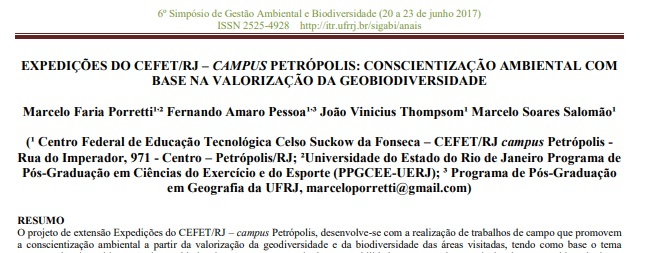 6º Simpósio de Gestão Ambiental e Biodiversidade (20 a 23 de junho 2017)
ISSN 2525-4928 http://itr.ufrrj.br/sigabi/anais
EXPEDIÇÕES DO CEFET/RJ – CAMPUS PETRÓPOLIS: CONSCIENTIZAÇÃO AMBIENTAL COM
BASE NA VALORIZAÇÃO DA GEOBIODIVERSIDADE
Marcelo Faria Porretti¹·² Fernando Amaro Pessoa¹·³ João Vinicius Thompsom¹ Marcelo Soares Salomão¹
(¹ Centro Federal de Educação Tecnológica Celso Suckow da Fonseca – CEFET/RJ campus Petrópolis -
Rua do Imperador, 971 - Centro – Petrópolis/RJ; ²Universidade do Estado do Rio de Janeiro Programa de
Pós-Graduação em Ciências do Exercício e do Esporte (PPGCEE-UERJ); ³ Programa de Pós-Graduação
em Geografia da UFRJ, marceloporretti@gmail.com)
RESUMO
O projeto de extensão Expedições do CEFET/RJ – campus Petrópolis, desenvolve-se com a realização de trabalhos de campo que promovem
a conscientização ambiental a partir da valorização da geodiversidade e da biodiversidade das áreas visitadas, tendo como base o tema